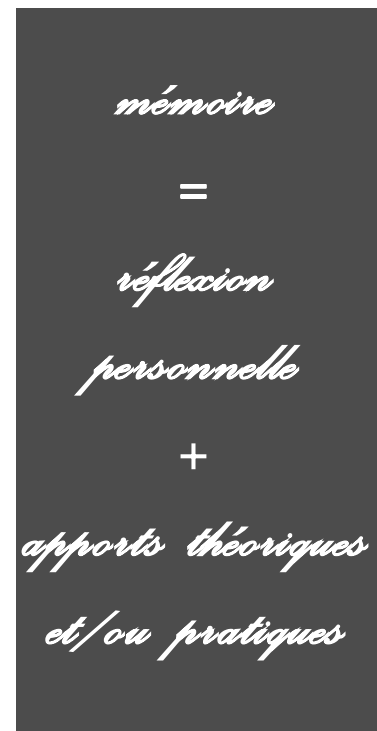 mémoire
=
réflexion
personnelle
+
apports théoriques
et/ou pratiques